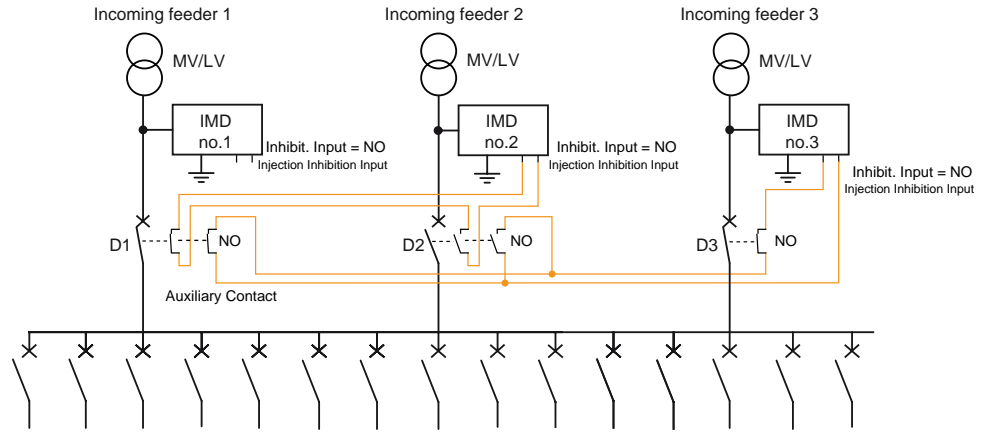 Incoming feeder 1
Incoming feeder 2
Incoming feeder 3
MV/LV
MV/LV
MV/LV
IMD
no.1
Inhibit. Input = NO
Injection Inhibition Input
IMD
no.2
Inhibit. Input = NO
Injection Inhibition Input
IMD
no.3
Inhibit. Input = NO
Injection Inhibition Input
D1
NO
D2
NO
D3
NO
Auxiliary Contact